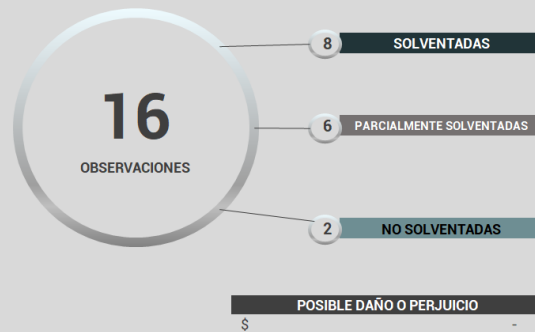 16
OBSERVACIONES
8
SOLVENTADAS
6
PARCIALMENTE SOLVENTADAS
2
NO SOLVENTADAS
POSIBLE DAÑO O PERJUICIO
$ -